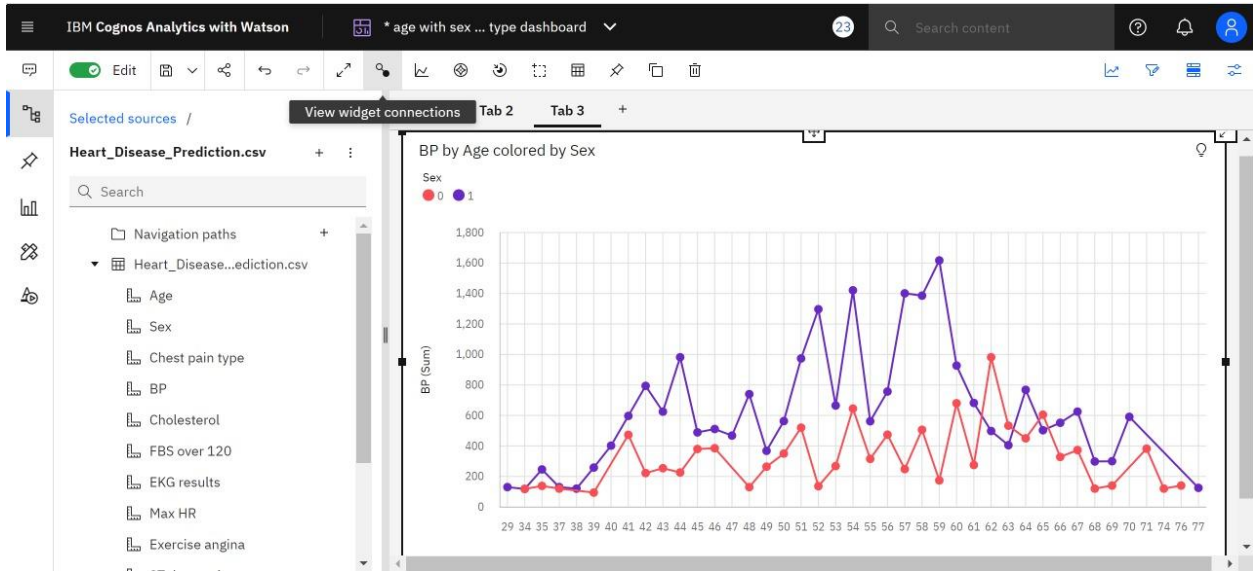 IBM Cognos Analytics with Watson
* age with sex ... type dashboard
23
Search content
Edit
View widget connections
Tab 2
Tab 3
+
Selected sources /
Heart_Disease_Prediction.csv
Search
Navigation paths
Heart_Disease...ediction.csv
Age
Sex
Chest pain type
BP
Cholesterol
FBS over 120
EKG results
Max HR
Exercise angina
BP by Age colored by Sex
Sex
0 1
1,800
1,600
1,400
1,200
1,000
800
600
400
200
0
BP (Sum)
29 34 35 37 38 39 40 41 42 43 44 45 46 47 48 49 50 51 52 53 54 55 56 57 58 59 60 61 62 63 64 65 66 67 68 69 70 71 74 76 77